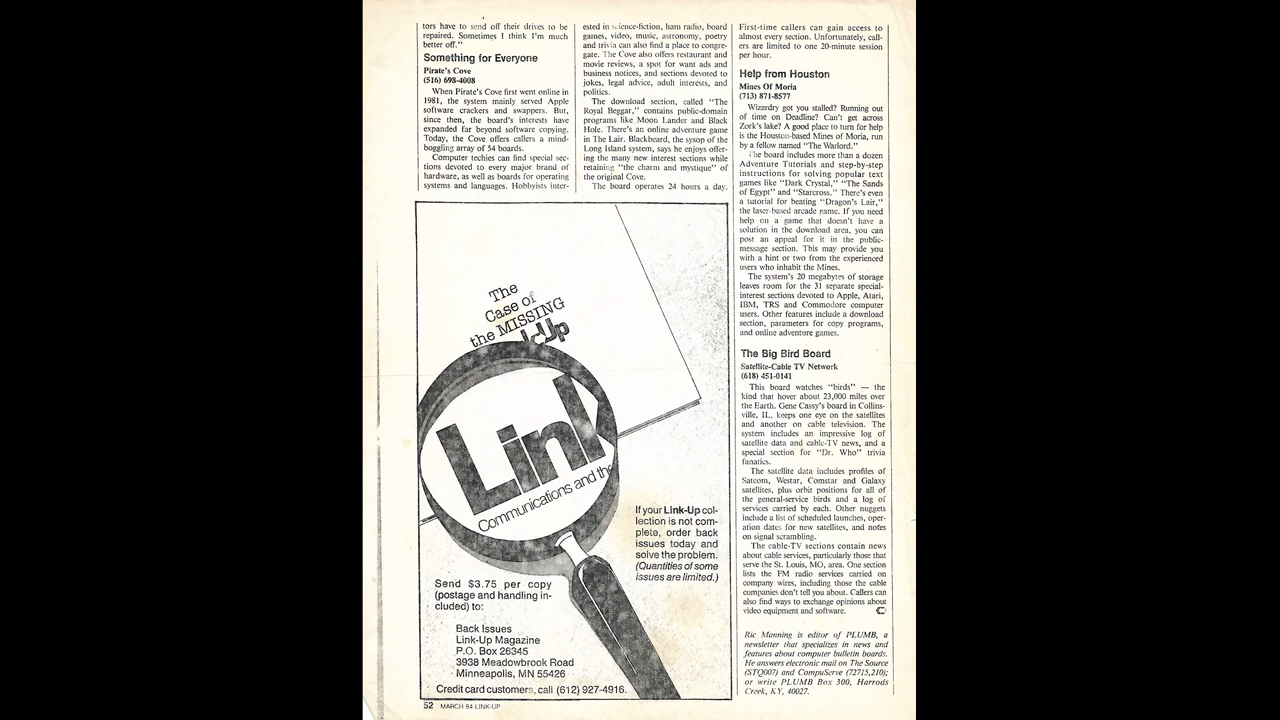 tors have to send off their drives to be
repaired. Sometimes I think I'm much
better off."
Something for Everyone
Pirate's Cove
(516) 698-4008
When Pirate's Cove first went online in
1981, the system mainly served Apple
software crackers and swappers. But,
since then, the board's interests have
expanded far beyond software copying.
Today, the Cove offers callers a mind-
boggling array of 54 boards.
Computer techies can find special sec-
tions devoted to every major brand of
hardware, as well as boards for operating
systems and languages. Hobbyists inter-
ested in science-fiction, ham radio, board
games, video, music, astronomy, poetry
and trivia can also find a place to congre-
gate. The Cove also offers restaurant and
movie reviews, a spot for want ads and
business notices, and sections devoted to
jokes, legal advice, adult interests, and
politics.
The download section, called "The
Royal Beggar," contains public-domain
programs like Moon Lander and Black
Hole. There's an online adventure game
in The Lair. Blackbeard, the sysop of the
Long Island system, says he enjoys offer-
ing the many new interest sections while
retaining "the charm and mystique" of
the original Cove.
The board operates 24 hours a day.
First-time callers can gain access to
almost every section. Unfortunately, call-
ers are limited to one 20-minute session
per hour.
Help from Houston
Mines Of Moria
(713) 871-8577
Wizardry got you stalled? Running out
of time on Deadline? Can't get across
Zork's lake? A good place to turn for help
is the Houston-based Mines of Moria, run
by a fellow named "The Warlord."
The board includes more than a dozen
Adventure Tutorials and step-by-step
instructions for solving popular text
games like "Dark Crystal," "The Sands
of Egypt" and "Starcross." There's even
a tutorial for beating "Dragon's Lair,"
the laser-based arcade game. If you need
help on a game that doesn't have a
solution in the download area, you can
post an appeal for it in the public-
message section. This may provide you
with a hint or two from the experienced
users who inhabit the Mines.
The system's 20 megabytes of storage
leaves room for the 31 separate special-
interest sections devoted to Apple, Atari,
IBM, TRS and Commodore computer
users. Other features include a download
section, parameters for copy programs,
and online adventure games.
The Big Bird Board
Satellite-Cable TV Network
(618) 451-0141
This board watches "birds" — the
kind that hover about 23,000 miles over
the Earth. Gene Cassy's board in Collins-
ville, IL, keeps one eye on the satellites
and another on cable television. The
system includes an impressive log of
satellite data and cable-TV news, and a
special section for "Dr. Who" trivia
fanatics.
The satellite data includes profiles of
Satcom, Westar, Comstar and Galaxy
satellites, plus orbit positions for all of
the general-service birds and a log of
services carried by each. Other nuggets
include a list of scheduled launches, oper-
ation dates for new satellites, and notes
on signal scrambling.
The cable-TV sections contain news
about cable services, particularly those that
serve the St. Louis, MO, area. One section
lists the FM radio services carried on
company wires, including those the cable
companies don't tell you about. Callers can
also find ways to exchange opinions about
video equipment and software.
Ric Manning is editor of PLUMB, a
newsletter that specializes in news and
features about computer bulletin boards.
He answers electronic mail on The Source
(STQ007) and CompuServe (72715,210);
or write PLUMB Box 300, Harrods
Creek, KY, 40027.
The
Case of
the MISSING
k-Up
Link
Communications and the
If your Link-Up col-
lection is not com-
plete, order back
issues today and
solve the problem.
(Quantities of some
issues are limited.)
Send $3.75 per copy
(postage and handling in-
cluded) to:
Back Issues
Link-Up Magazine
P.O. Box 26345
3938 Meadowbrook Road
Minneapolis, MN 55426
Credit card customers, call (612) 927-4916.
52 MARCH 84 LINK-UP